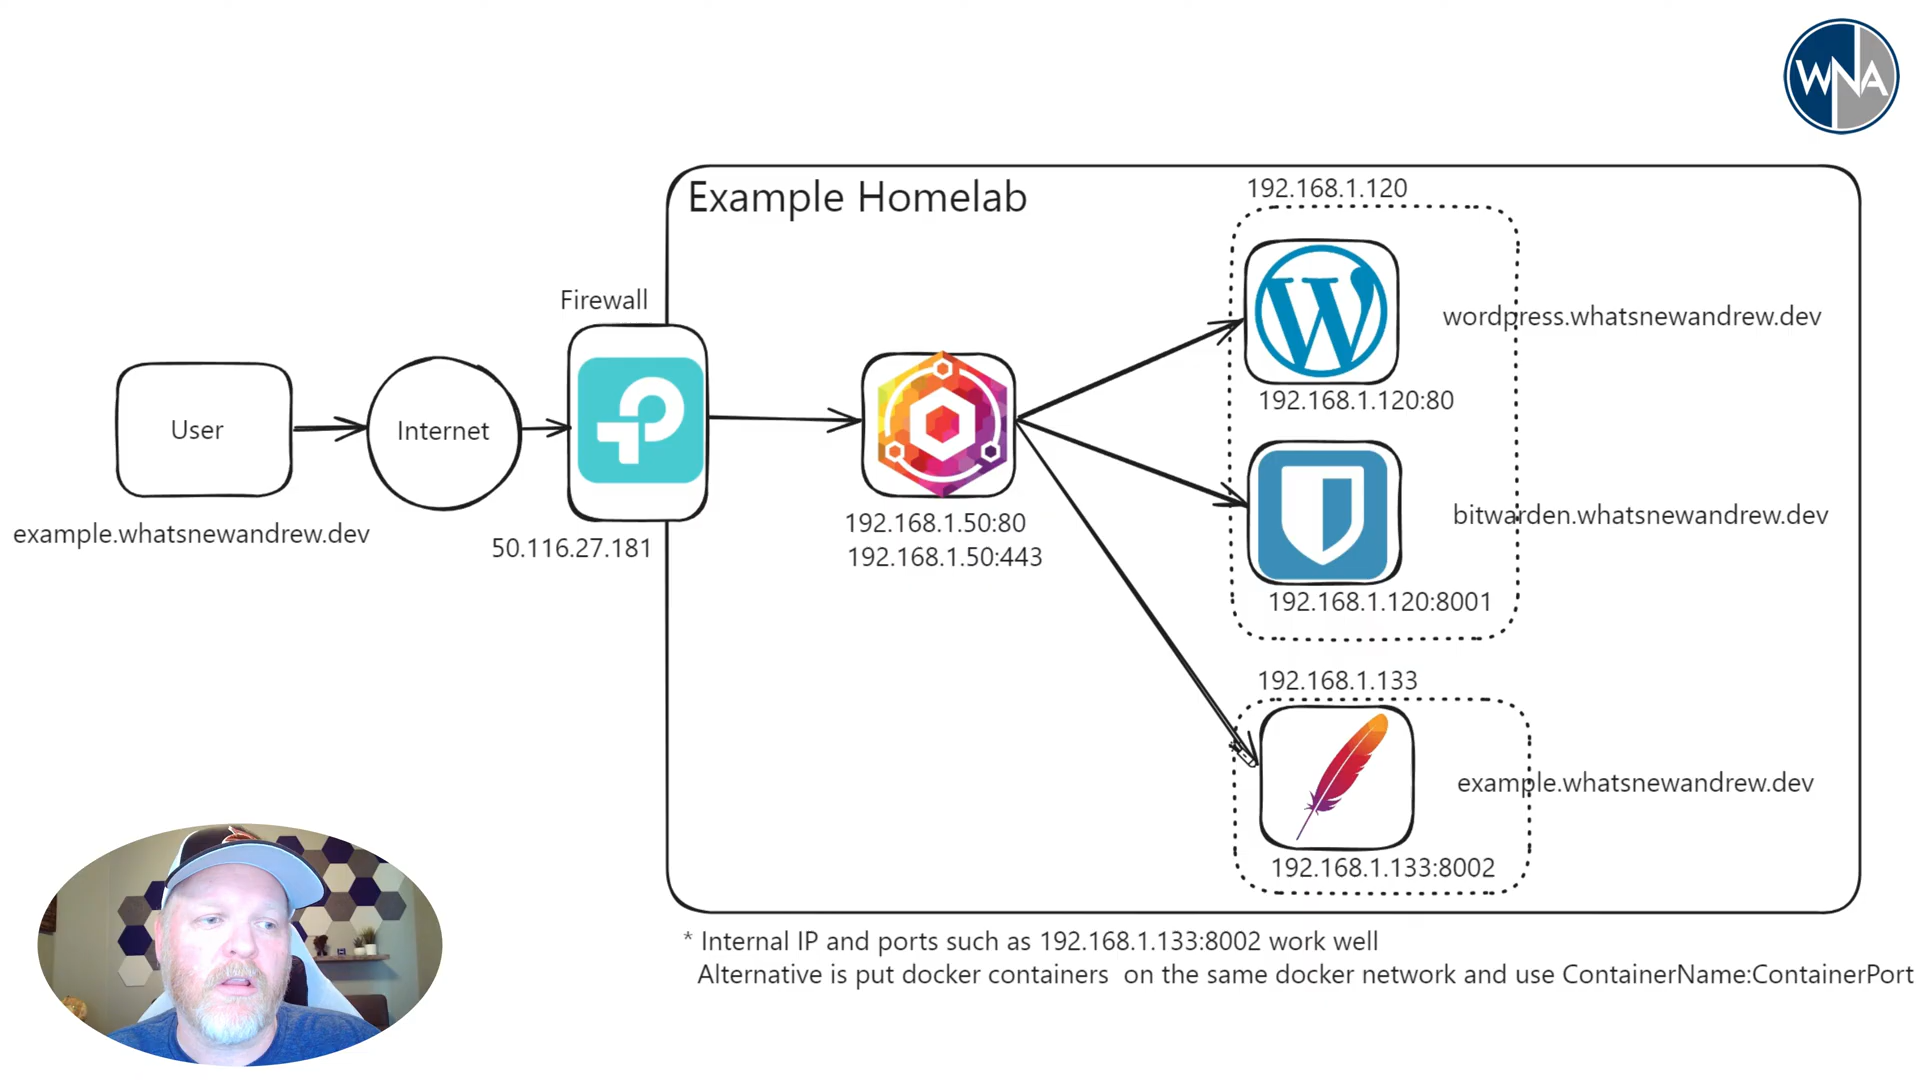 WNA
Example Homelab
192.168.1.120
Firewall
wordpress.whatsnewandrew.dev
192.168.1.120:80
User
Internet
example.whatsnewandrew.dev
50.116.27.181
192.168.1.50:80
192.168.1.50:443
bitwarden.whatsnewandrew.dev
192.168.1.120:8001
192.168.1.133
example.whatsnewandrew.dev
192.168.1.133:8002
* Internal IP and ports such as 192.168.1.133:8002 work well
Alternative is put docker containers on the same docker network and use ContainerName:ContainerPort